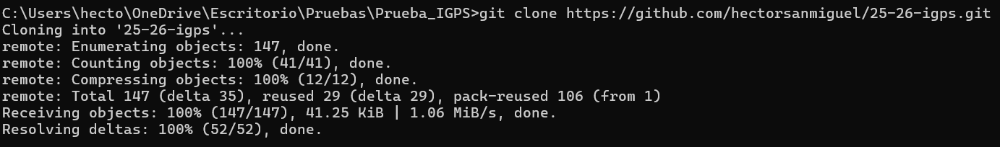 C:\Users\hecto\OneDrive\Escritorio\Pruebas\Prueba_IGPS>git clone https://github.com/hectorsanmiguel/25-26-igps.git
Cloning into '25-26-igps'...
remote: Enumerating objects: 147, done.
remote: Counting objects: 100% (41/41), done.
remote: Compressing objects: 100% (12/12), done.
remote: Total 147 (delta 35), reused 29 (delta 29), pack-reused 106 (from 1)
Receiving objects: 100% (147/147), 41.25 KiB | 1.06 MiB/s, done.
Resolving deltas: 100% (52/52), done.